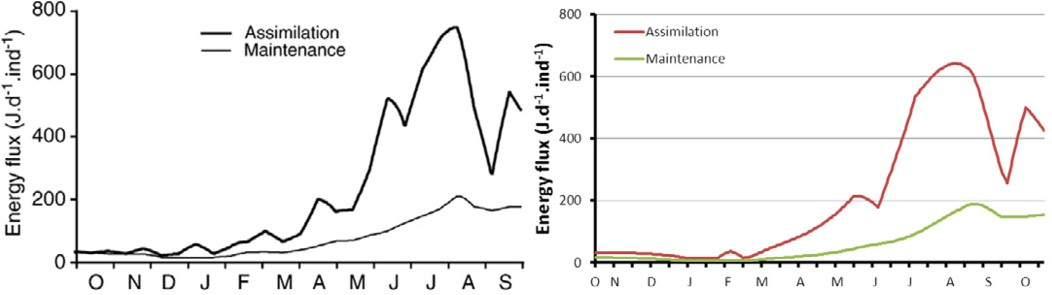 800
600
400
200
0
Energy flux (J.d-1.ind-1)
Assimilation
Maintenance
O N D J F M A M J J A S
800
600
400
200
0
Energy flux (J.d-1.ind-1)
Assimilation
Maintenance
O N D J F M A M J J A S O